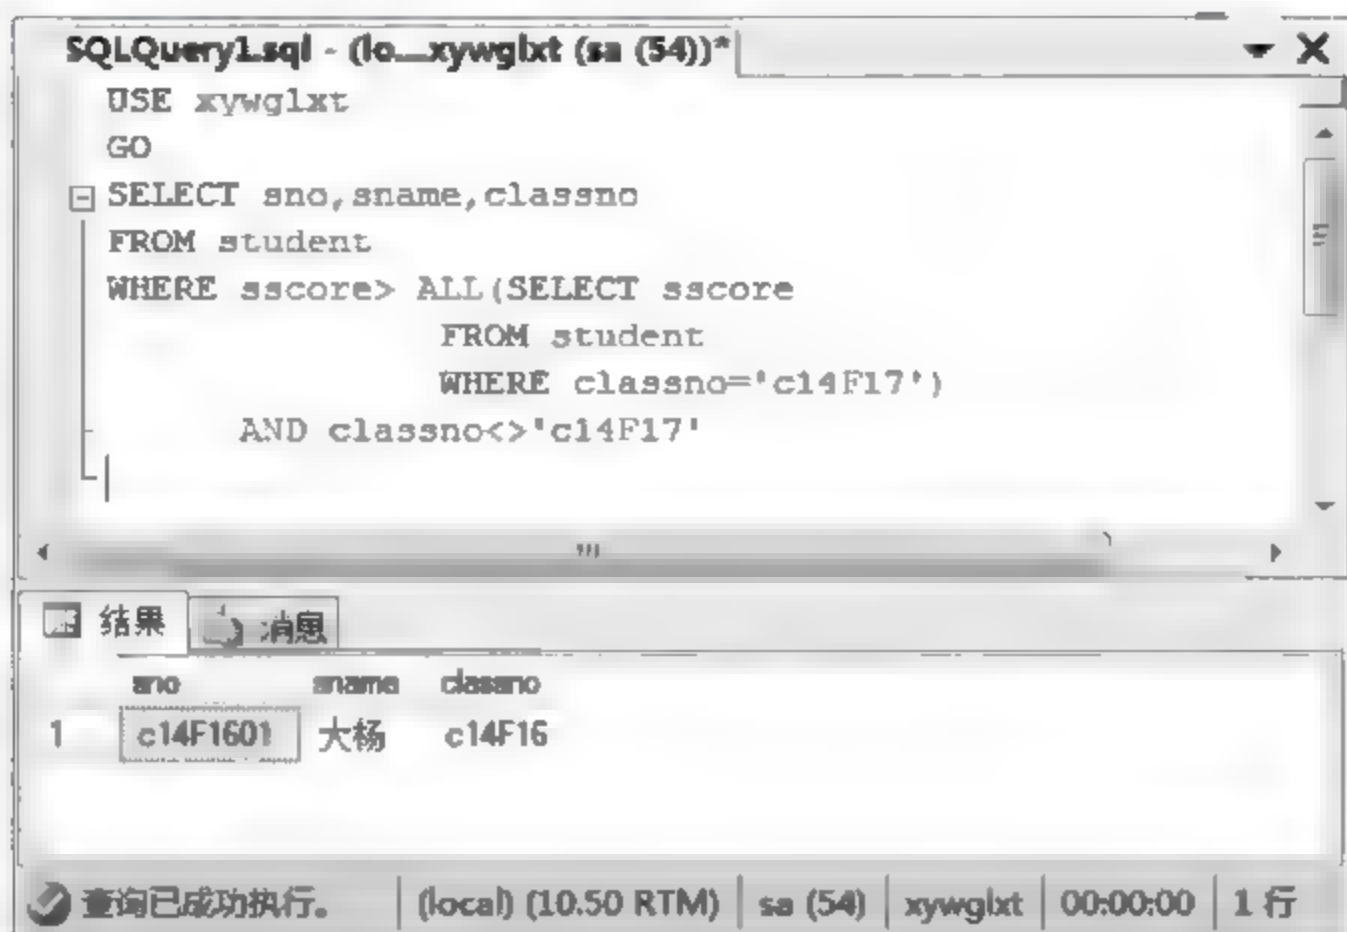 SQLQuery1.sql - (lo...xywglxt (sa (54))*
USE xywglxt
GO
SELECT sno,sname,classno
FROM student
WHERE sscore> ALL(SELECT sscore
FROM student
WHERE classno='c14F17')
AND classno<>'c14F17'
结果 消息
sno sname classno
1 c14F1601 大杨 c14F16
查询已成功执行。 (local) (10.50 RTM) sa (54) xywglxt 00:00:00 1 行